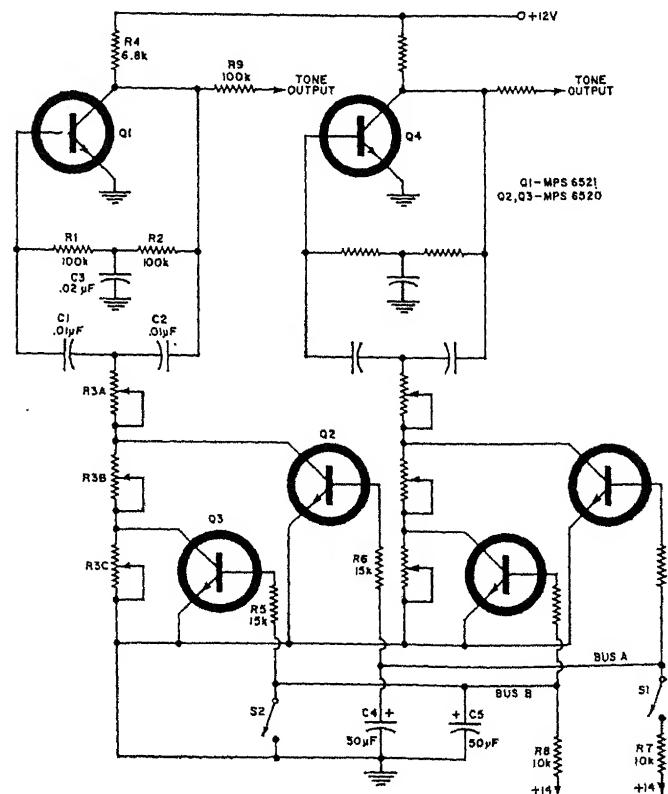 +12V
R4
6.8k
R9
100k
TONE
OUTPUT
TONE
OUTPUT
Q1
Q4
Q1-MPS 6521
Q2,Q3-MPS 6520
R1
100k
R2
100k
C3
.02µF
C1
.01µF
C2
.01µF
R3A
Q2
R3B
Q3
R3C
R6
15k
R5
15k
BUS A
BUS B
S2
C4 +
50µF
+ C5
50µF
S1
R8
10k
R7
10k
+14
+14